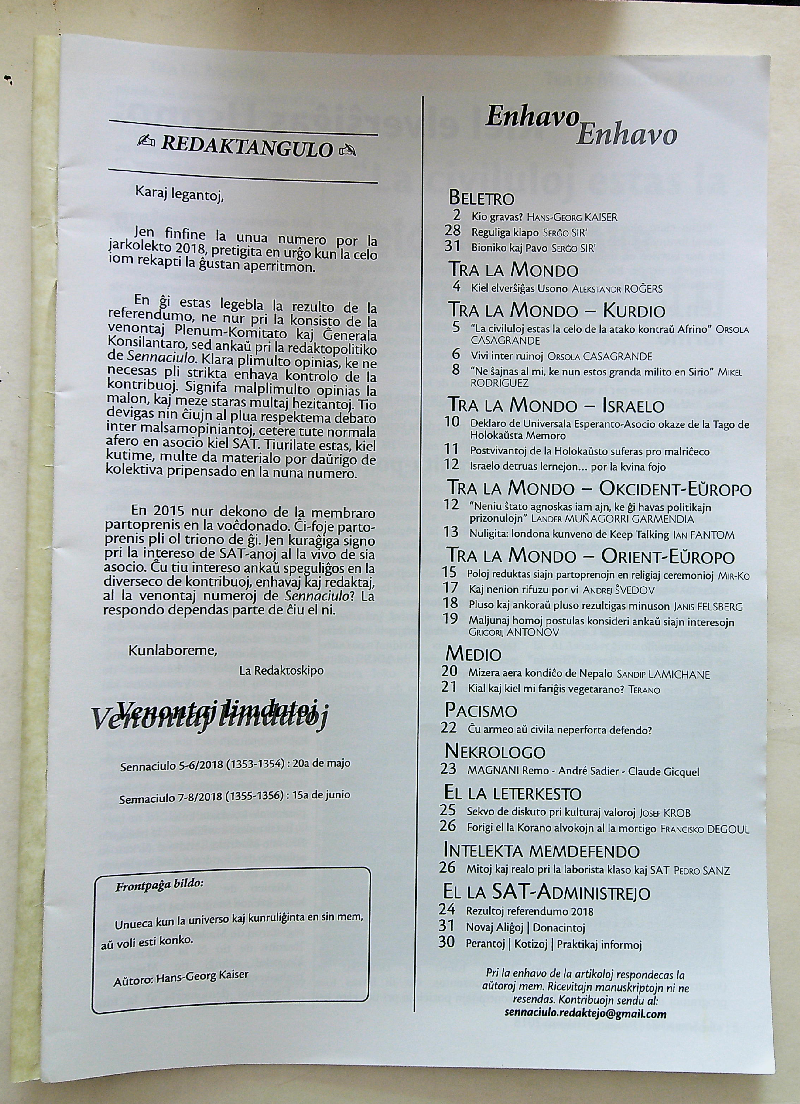 REDAKTANGULO
Karaj legantoj,
Jen finfine la unua numero por la
jarkolekto 2018, pretigita en urĝo kun la celo
iom rekapti la ĝustan aperritmon.
En ĝi estas legebla la rezulto de la
referendumo, ne nur pri la konsisto de la
venontaj Plenum-Komitato kaj Ĝenerala
Konsilantaro, sed ankaŭ pri la redaktopolitiko
de Sennaciulo. Klara plimulto opinias, ke ne
necesas pli strikta enhava kontrolo de la
kontribuoj. Signifa malplimulto opinias la
malon, kaj meze staras multaj hezitantoj. Tio
devigas nin ĉiujn al plua respektema debato
inter malsamopiniantoj, cetere tute normala
afero en asocio kiel SAT. Tiurilate estas, kiel
kutime, multe da materialo por daŭrigo de
kolektiva pripensado en la nuna numero.
En 2015 nur dekono de la membraro
partoprenis en la voĉdonado. Ĉi-foje parto-
prenis pli ol triono de ĝi. Jen kuraĝiga signo
pri la intereso de SAT-anoj al la vivo de sia
asocio. Ĉu tiu intereso ankaŭ speguliĝos en la
diverseco de kontribuoj, enhavaj kaj redaktaj,
al la venontaj numeroj de Sennaciulo? La
respondo dependas parte de ĉiu el ni.
Kunlaboreme,
La Redaktoskipo
Venontaj limdatoj
Venontaj limdatoj
Sennaciulo 5-6/2018 (1353-1354) : 20a de majo
Sennaciulo 7-8/2018 (1355-1356) : 15a de junio
Frontpaĝa bildo:
Unueca kun la universo kaj kunruliĝinta en sin mem,
aŭ voli esti konko.
Aŭtoro: Hans-Georg Kaiser
Enhavo
Enhavo
BELETRO
2 Kio gravas? HANS-GEORG KAISER
28 Reguliga klapo SERĜO SIR'
31 Bioniko kaj Pavo SERĜO SIR'
TRA LA MONDO
4 Kiel elverŝiĝas Usono ALEKSTANDR ROGERS
TRA LA MONDO – KURDIO
5 "La civiluloj estas la celo de la atako kontraŭ Afrino" ORSOLA
CASAGRANDE
6 Vivi inter ruinoj ORSOLA CASAGRANDE
8 "Ne ŝajnas al mi, ke nun estos granda milito en Sirio" MIKEL
RODRIGUEZ
TRA LA MONDO – ISRAELO
10 Deklaro de Universala Esperanto-Asocio okaze de la Tago de
Holokaŭsta Memoro
11 Postvivantoj de la Holokaŭsto suferas pro malriĉeco
12 Israelo detruas lernejon... por la kvina fojo
TRA LA MONDO – OKCIDENT-EŬROPO
12 "Neniu ŝtato agnoskas iam ajn, ke ĝi havas politikajn
prizonulojn" LANDER MUÑAGORRI GARMENDIA
13 Nuligita: londona kunveno de Keep Talking IAN FANTOM
TRA LA MONDO – ORIENT-EŬROPO
15 Poloj reduktas siajn partoprenojn en religiaj ceremonioj MIR-KO
17 Kaj nenion rifuzu por vi ANDREJ ŜVEDOV
18 Pluso kaj ankoraŭ pluso rezultigas minuson JANIS FELSBERG
19 Maljunaj homoj postulas konsideri ankaŭ siajn interesojn
GRIGORIJ ANTONOV
MEDIO
20 Mizera aera kondiĉo de Nepalo SANDIP LAMICHANE
21 Kial kaj kiel mi fariĝis vegetarano? TERANO
PACISMO
22 Ĉu armeo aŭ civila neperforta defendo?
NEKROLOGO
23 MAGNANI Remo - André Sadier - Claude Gicquel
EL LA LETERKESTO
25 Sekvo de diskuto pri kulturaj valoroj JOSEF KROB
26 Forigi el la Korano alvokojn al la mortigo FRANCISKO DEGOUL
INTELEKTA MEMDEFENDO
26 Mitoj kaj realo pri la laborista klaso kaj SAT PEDRO SANZ
EL LA SAT-ADMINISTREJO
24 Rezultoj referendumo 2018
31 Novaj Aliĝoj | Donacintoj
30 Perantoj | Kotizoj | Praktikaj informoj
Pri la enhavo de la artikoloj respondecas la
aŭtoroj mem. Ricevitajn manuskriptojn ni ne
resendas. Kontribuojn sendu al:
sennaciulo.redaktejo@gmail.com